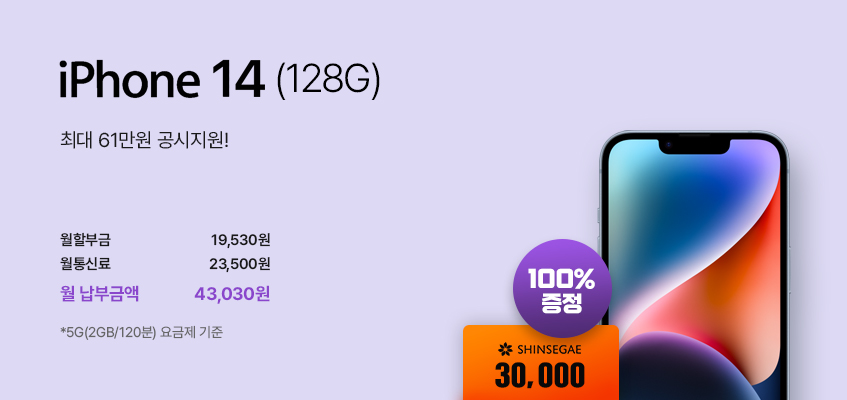 iPhone 14 (128G)
최대 61만원 공시지원!
월할부금 19,530원
월통신료 23,500원
월 납부금액 43,030원
*5G(2GB/120분) 요금제 기준
100%
증정
SHINSEGAE
30,000